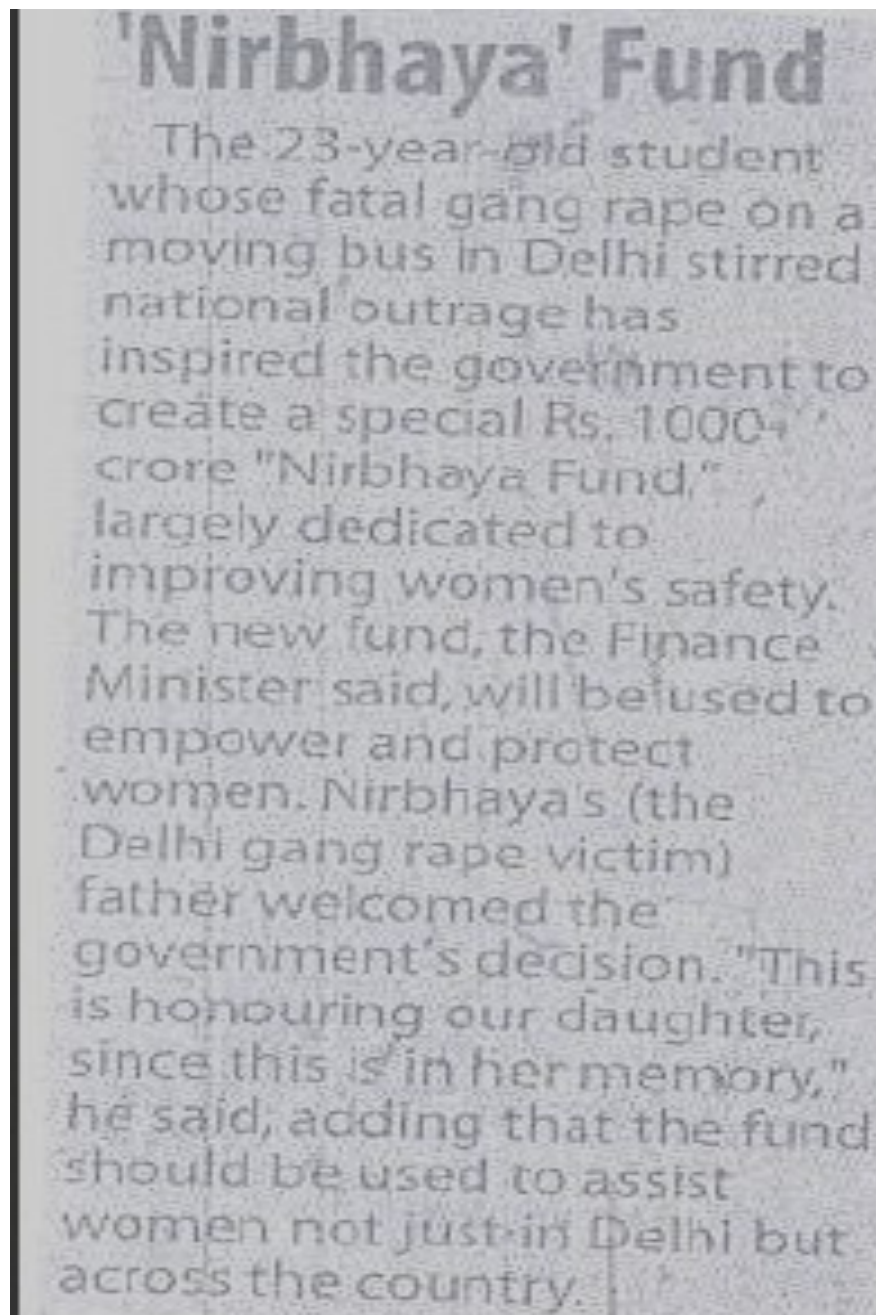 'Nirbhaya' Fund
The 23-year-old student
whose fatal gang rape on a
moving bus in Delhi stirred
national outrage has
inspired the government to
create a special Rs. 1000
crore "Nirbhaya Fund,"
largely dedicated to
improving women's safety.
The new fund, the Finance
Minister said, will be used to
empower and protect
women. Nirbhaya's (the
Delhi gang rape victim)
father welcomed the
government's decision. "This
is honouring our daughter,
since this is in her memory,"
he said, adding that the fund
should be used to assist
women not just in Delhi but
across the country.